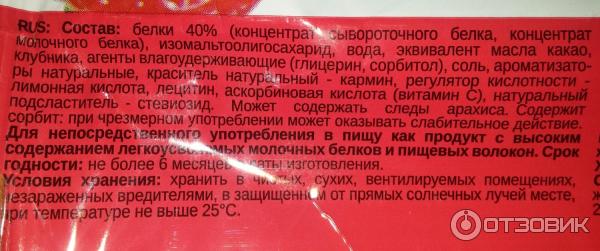 RUS: Состав: белки 40% (концентрат сывороточного белка, концентрат
молочного белка), изомальтоолигосахарид, вода, эквивалент масла какао,
клубника, агенты влагоудерживающие (глицерин, сорбитол), соль, ароматизато-
ры натуральные, краситель натуральный - кармин, регулятор кислотности -
лимонная кислота, лецитин, аскорбиновая кислота (витамин С), натуральный
подсластитель - стевиозид. Может содержать следы арахиса. Содержит
сорбит: при чрезмерном употреблении может оказывать слабительное действие.
Для непосредственного употребления в пищу как продукт с высоким
содержанием легкоусвояемых молочных белков и пищевых волокон. Срок
годности: не более 6 месяцев с даты изготовления.
Условия хранения: хранить в чистых, сухих, вентилируемых помещениях,
незараженных вредителями, в защищенном от прямых солнечных лучей месте,
при температуре не выше 25°С.
ОТЗОВИК